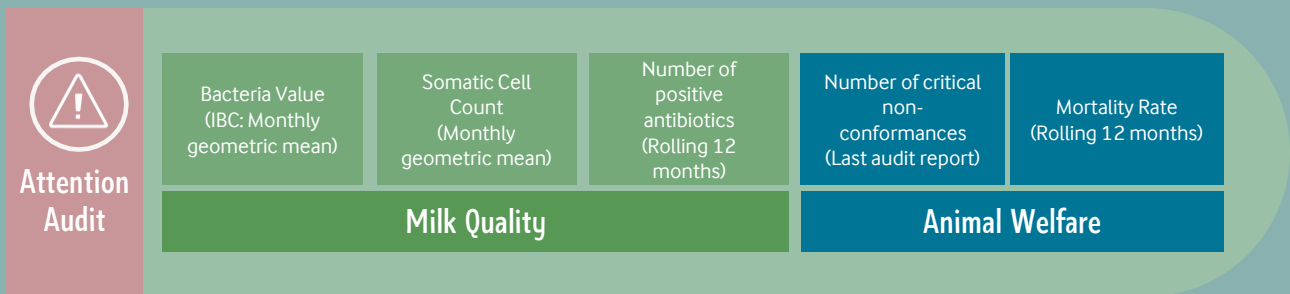 Attention
Audit
Bacteria Value
(IBC: Monthly
geometric mean)
Somatic Cell
Count
(Monthly
geometric mean)
Number of
positive
antibiotics
(Rolling 12
months)
Milk Quality
Number of critical
non-
conformances
(Last audit report)
Mortality Rate
(Rolling 12 months)
Animal Welfare